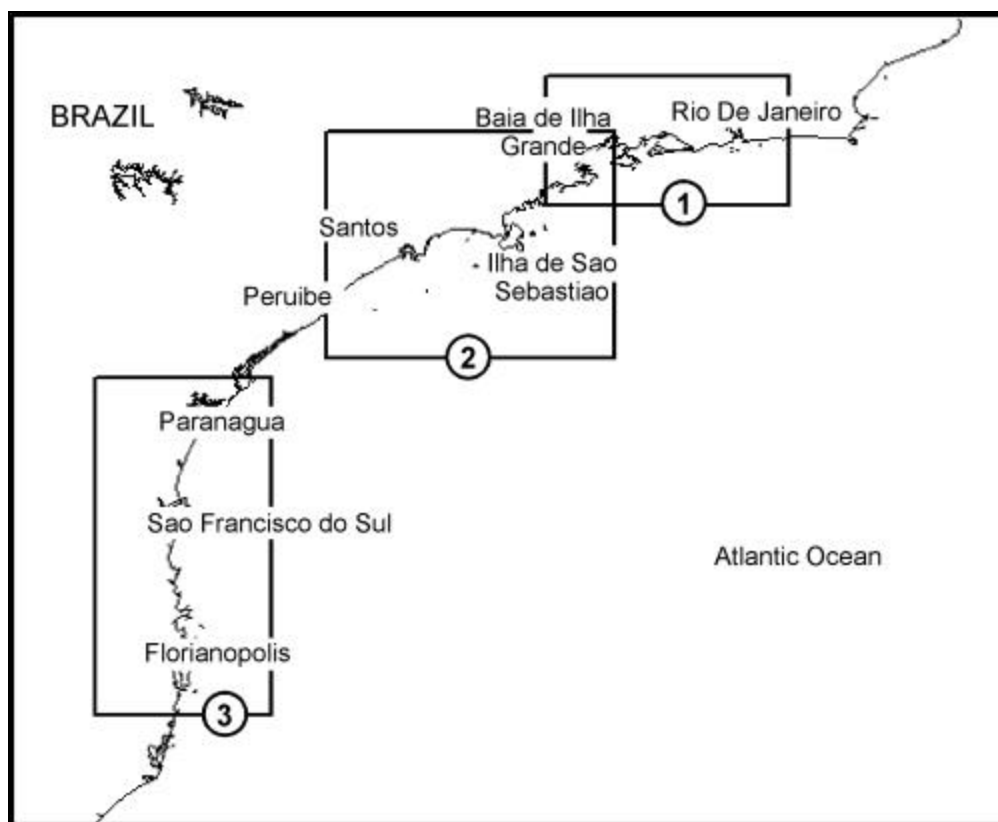 BRAZIL
Baia de Ilha
Grande
Rio De Janeiro
1
Santos
Ilha de Sao
Sebastiao
Peruibe
2
Paranagua
Sao Francisco do Sul
Atlantic Ocean
Florianopolis
3